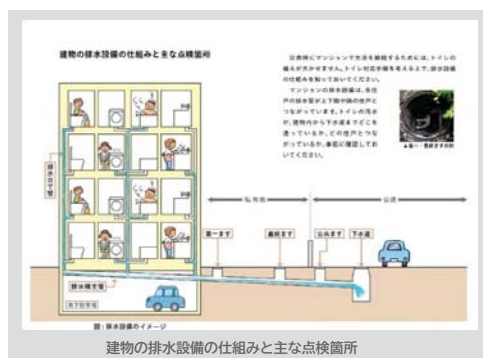 建物の排水設備の仕組みと主な点検箇所
災害時にマンションで生活を継続するためには、トイレの
備えが欠かせません。トイレ対応手順を考える上で、排水設備
の仕組みを知っておいてください。
マンションの排水設備は、各住
戸の排水管が上下階や隣の住戸と
つながっています。トイレの汚水
が、建物内から下水道までどこを
通っているか、どの住戸とつな
がっているか、事前に確認してお
いてください。
排水立て管
私有地
公道
第一ます
最終ます
公共ます
下水道
排水横主管
地下駐車場
図:排水設備のイメージ
建物の排水設備の仕組みと主な点検箇所